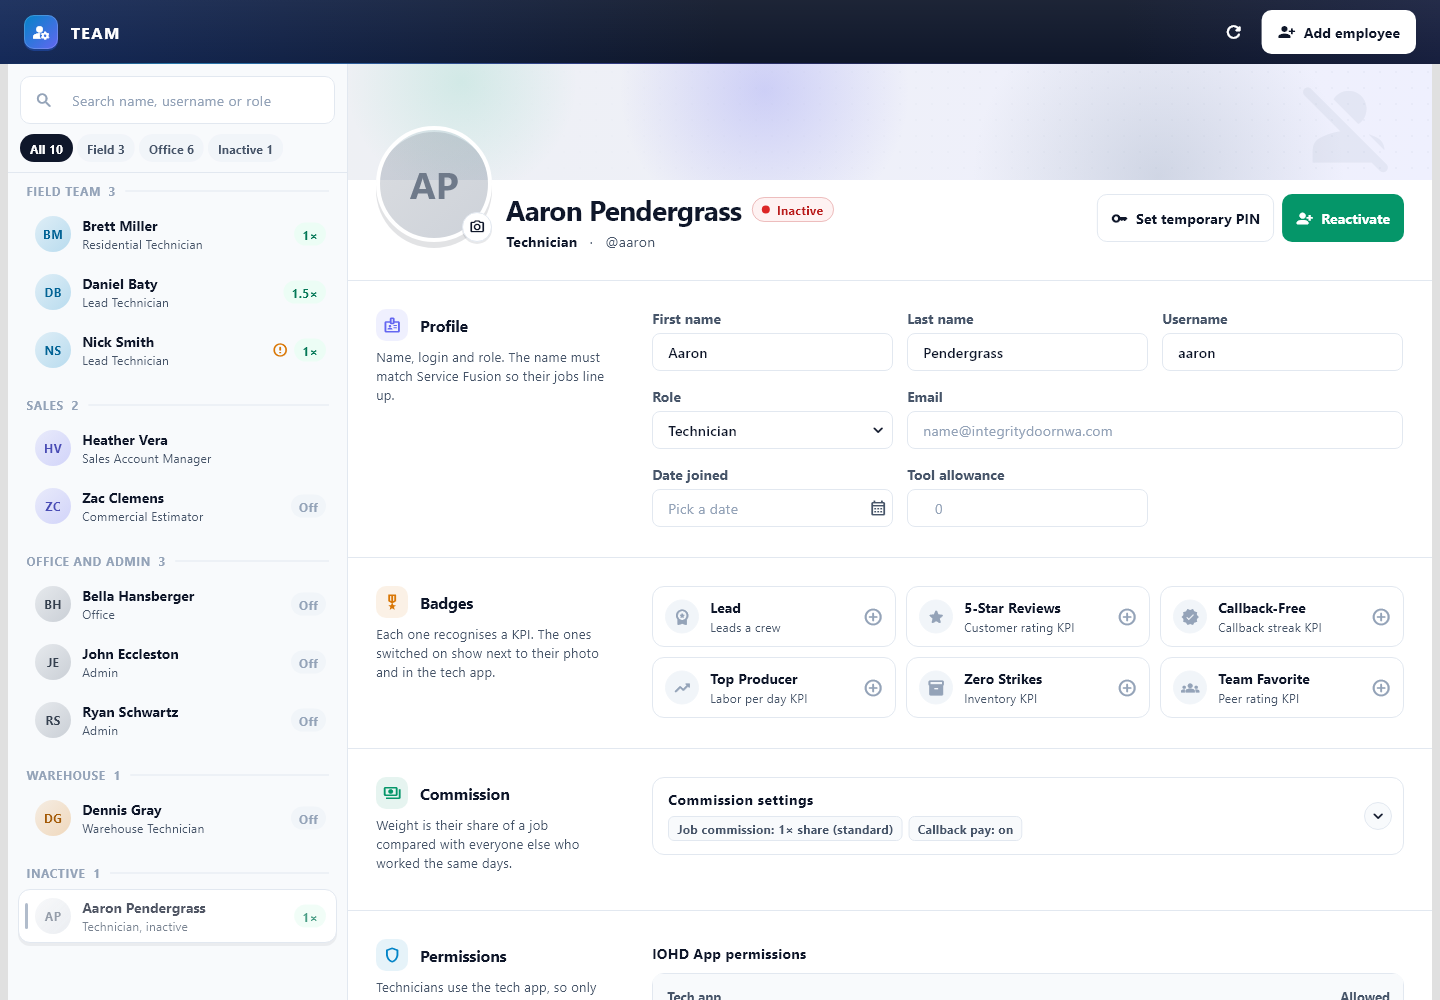 TEAM
Add employee
Search name, username or role
All 10
Field 3
Office 6
Inactive 1
FIELD TEAM 3
BM
Brett Miller
Residential Technician
1×
DB
Daniel Baty
Lead Technician
1.5×
NS
Nick Smith
Lead Technician
1×
SALES 2
HV
Heather Vera
Sales Account Manager
ZC
Zac Clemens
Commercial Estimator
Off
OFFICE AND ADMIN 3
BH
Bella Hansberger
Office
Off
JE
John Eccleston
Admin
Off
RS
Ryan Schwartz
Admin
Off
WAREHOUSE 1
DG
Dennis Gray
Warehouse Technician
Off
INACTIVE 1
AP
Aaron Pendergrass
Technician, inactive
1×
AP
Aaron Pendergrass
Inactive
Technician · @aaron
Set temporary PIN
Reactivate
Profile
Name, login and role. The name must
match Service Fusion so their jobs line
up.
First name
Aaron
Last name
Pendergrass
Username
aaron
Role
Technician
Email
name@integritydoornwa.com
Date joined
Pick a date
Tool allowance
0
Badges
Each one recognises a KPI. The ones
switched on show next to their photo
and in the tech app.
Lead
Leads a crew
5-Star Reviews
Customer rating KPI
Callback-Free
Callback streak KPI
Top Producer
Labor per day KPI
Zero Strikes
Inventory KPI
Team Favorite
Peer rating KPI
Commission
Weight is their share of a job
compared with everyone else who
worked the same days.
Commission settings
Job commission: 1× share (standard)
Callback pay: on
Permissions
Technicians use the tech app, so only
IOHD App permissions
Tech app
Allowed